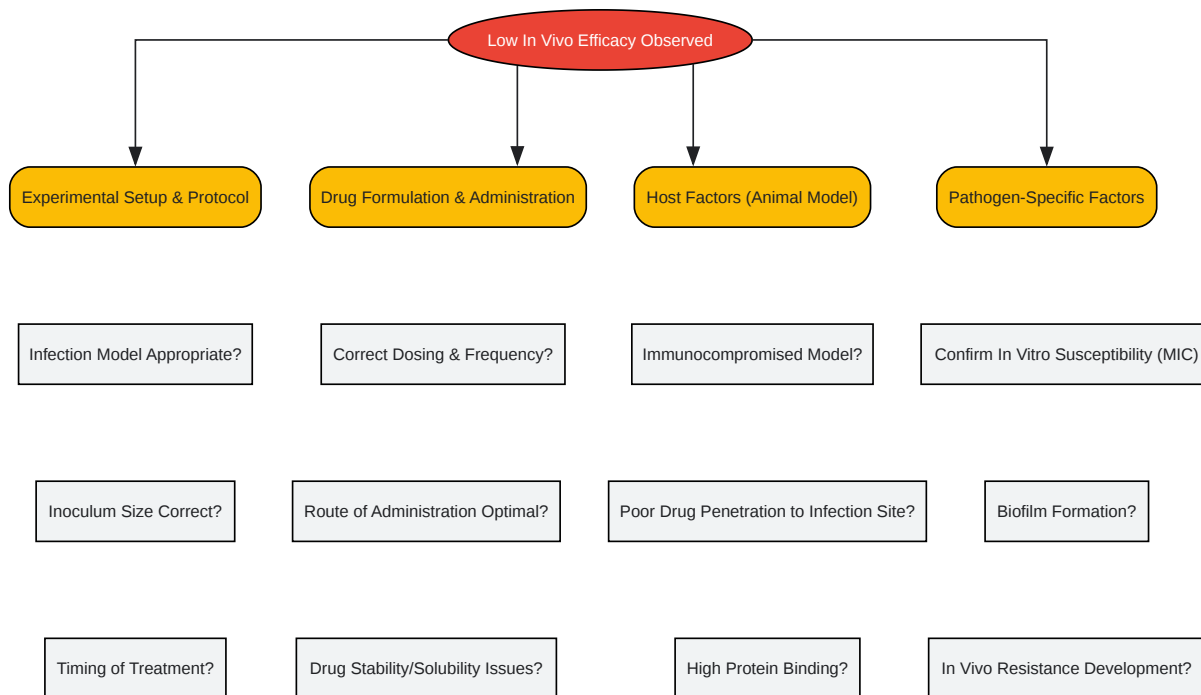 Low In Vivo Efficacy Observed
Experimental Setup & Protocol
Drug Formulation & Administration
Host Factors (Animal Model)
Pathogen-Specific Factors
Infection Model Appropriate?
Correct Dosing & Frequency?
Immunocompromised Model?
Confirm In Vitro Susceptibility (MIC)
Inoculum Size Correct?
Route of Administration Optimal?
Poor Drug Penetration to Infection Site?
Biofilm Formation?
Timing of Treatment?
Drug Stability/Solubility Issues?
High Protein Binding?
In Vivo Resistance Development?